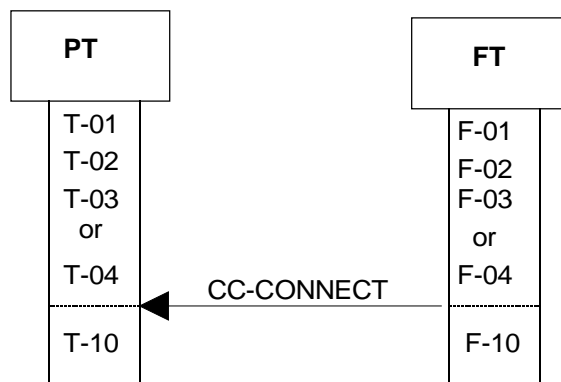 PT
FT
T-01
T-02
T-03
or
T-04
T-10
CC-CONNECT
F-01
F-02
F-03
or
F-04
F-10